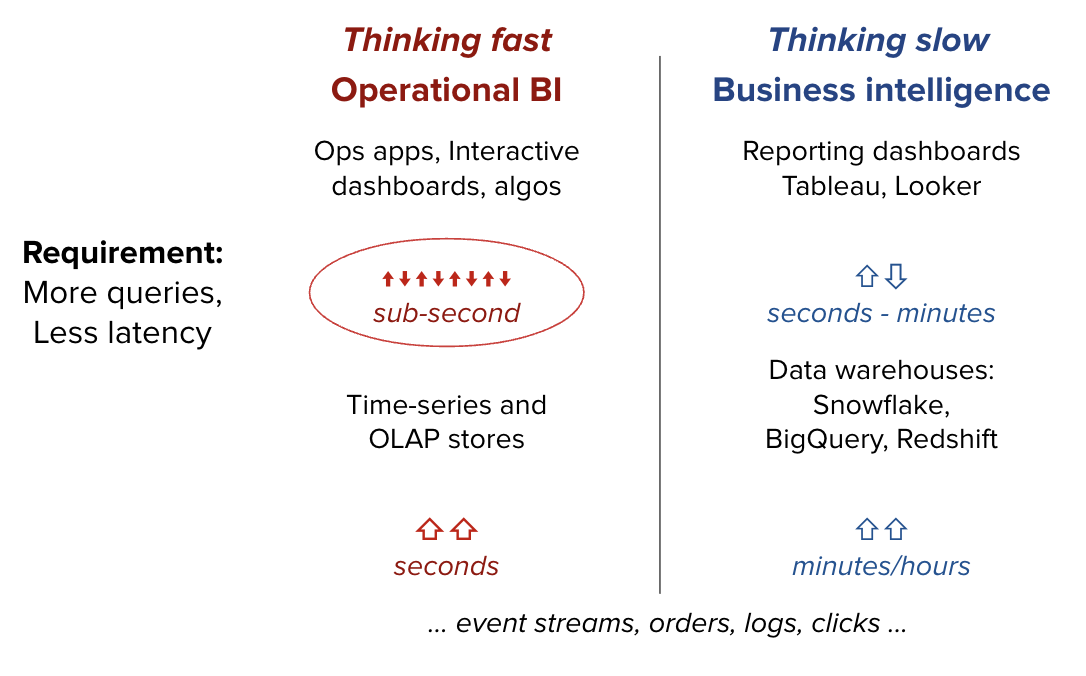 Thinking fast
Operational BI
Ops apps, Interactive
dashboards, algos
Requirement:
More queries,
Less latency
sub-second
Time-series and
OLAP stores
seconds
Thinking slow
Business intelligence
Reporting dashboards
Tableau, Looker
seconds - minutes
Data warehouses:
Snowflake,
BigQuery, Redshift
minutes/hours
... event streams, orders, logs, clicks ...